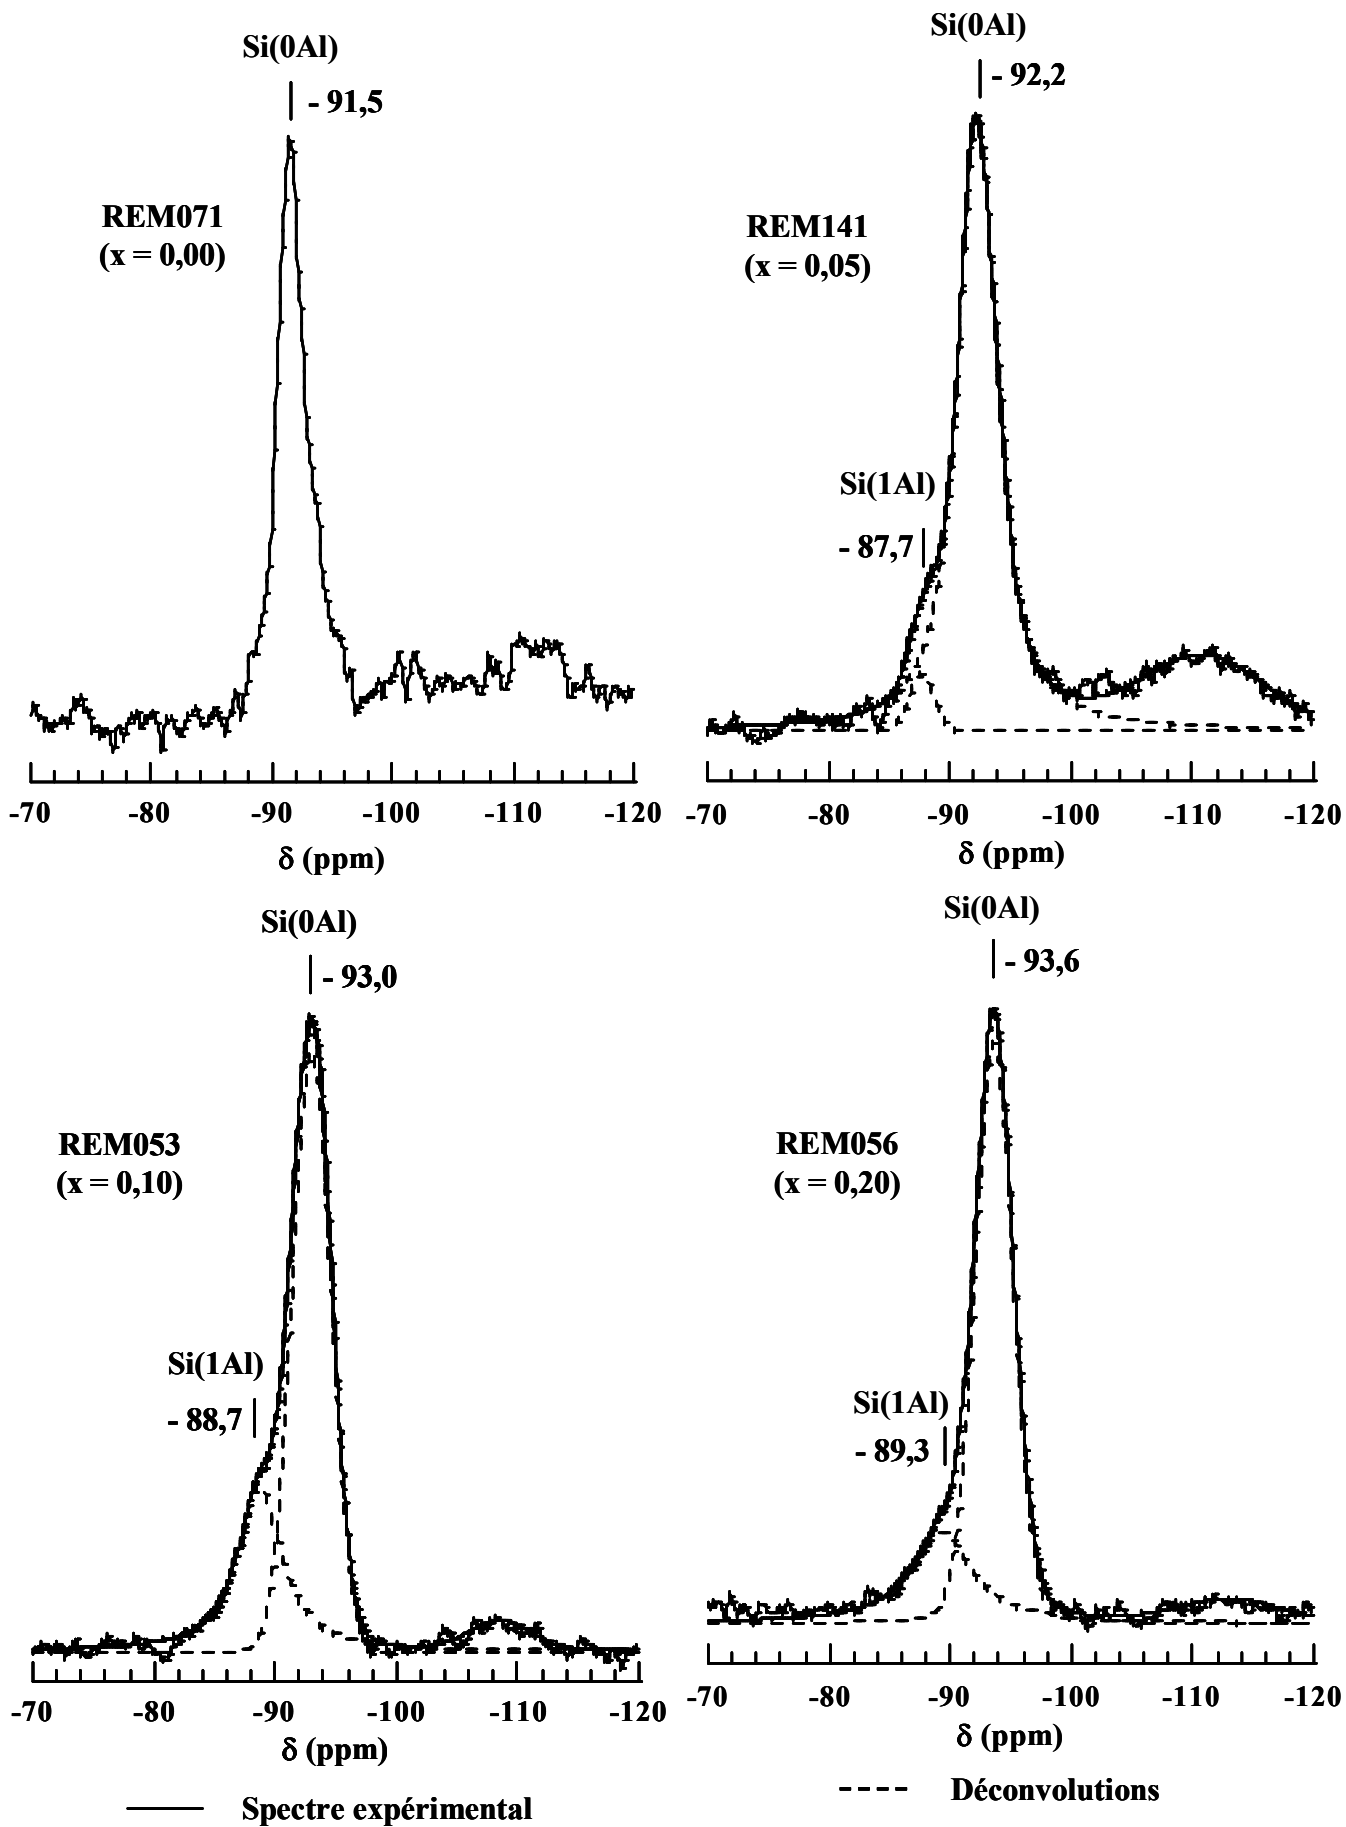 Si(0Al)
- 91,5
REM071
(x = 0,00)
-70 -80 -90 -100 -110 -120
δ (ppm)
Si(0Al)
- 92,2
REM141
(x = 0,05)
Si(1Al)
- 87,7
-70 -80 -90 -100 -110 -120
δ (ppm)
Si(0Al)
- 93,0
REM053
(x = 0,10)
Si(1Al)
- 88,7
-70 -80 -90 -100 -110 -120
δ (ppm)
Si(0Al)
- 93,6
REM056
(x = 0,20)
Si(1Al)
- 89,3
-70 -80 -90 -100 -110 -120
δ (ppm)
Spectre expérimental
Déconvolutions